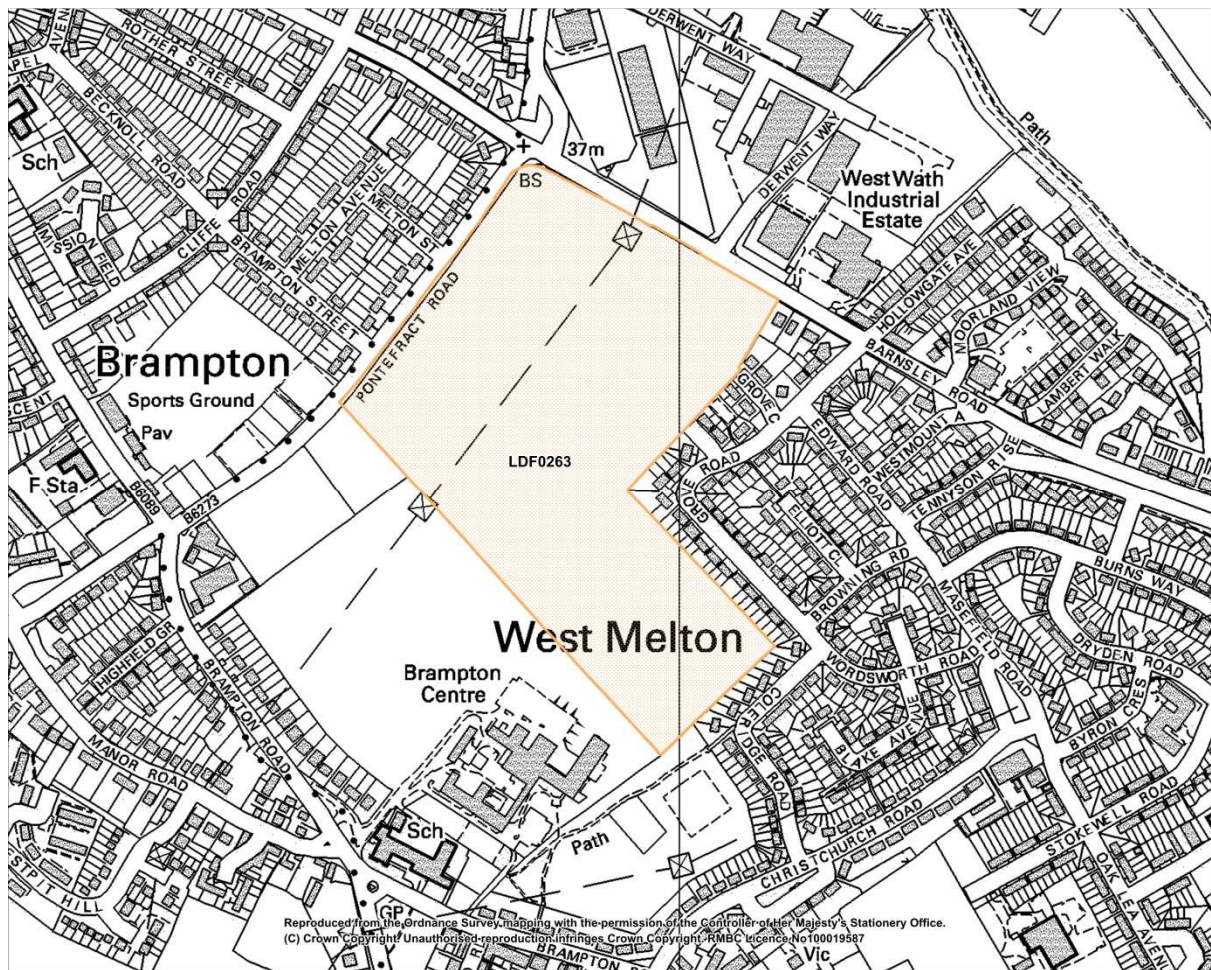 DERWENT WAY
AVEN
ROTHER STREET
BECKNOLL ROAD
Path
37m
DERWENT WAY
Sch
BS
West Wath
Industrial
Estate
MELTON AVENUE
MELTON ST
MISSION FIELD
CLIFFE ROAD
BRAMPTON STREET
HOLLOWGATE AVE
MOORLAND VIEW
PONTEFRACT ROAD
BARNSLEY ROAD
LAMBERT WALK
Brampton
Sports Ground
GROVE C
Pav
LDF0263
GROVE ROAD
EDWARD ROAD
WESTMOUNT A
TENNYSON RISE
F Sta
B6089
B6273
ELIOT CL
BROWNING RD
BURNS WAY
MASEFIELD ROAD
West Melton
HIGHFIELD GR
BRAMPTON ROAD
Brampton
Centre
WORDSWORTH ROAD
DRYDEN ROAD
COLERIDGE ROAD
BLAKE AVENUE
BYRON CRES
MANOR ROAD
Sch
Path
CHRISTCHURCH ROAD
STOKEWELL ROAD
OAK LEA AVENUE
HILL
GP
Reproduced from the Ordnance Survey mapping with the permission of the Controller of Her Majesty's Stationery Office.
(C) Crown Copyright. Unauthorised reproduction infringes Crown Copyright. RMBC Licence No100019587
BRAMPTON
Vic